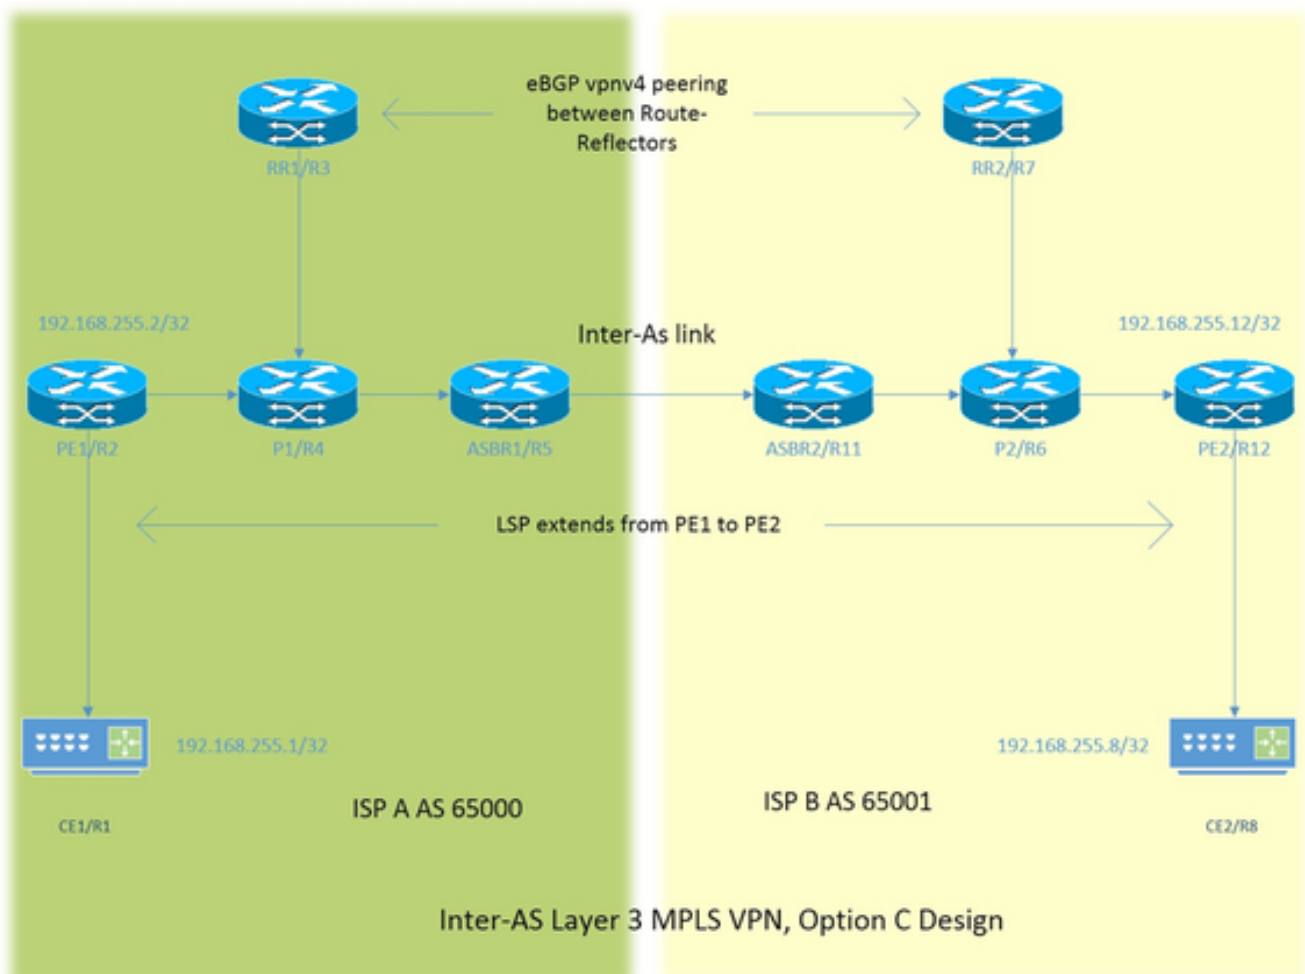 eBGP vpnv4 peering
between Route-
Reflectors
RR1/R3
RR2/R7
192.168.255.2/32
Inter-As link
192.168.255.12/32
PE1/R2
P1/R4
ASBR1/R5
ASBR2/R11
P2/R6
PE2/R12
LSP extends from PE1 to PE2
192.168.255.1/32
192.168.255.8/32
ISP A AS 65000
ISP B AS 65001
CE1/R1
CE2/R8
Inter-AS Layer 3 MPLS VPN, Option C Design